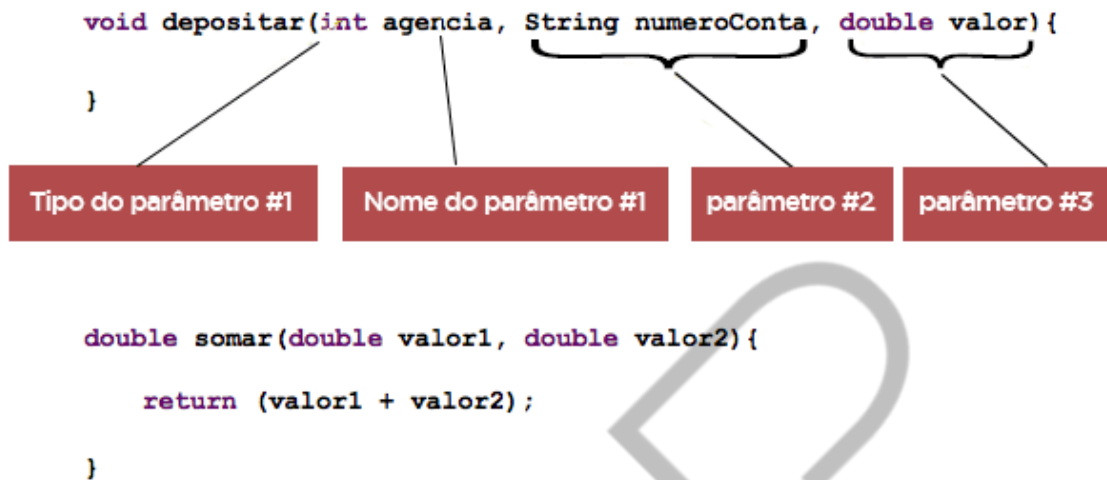 void depositar(int agencia, String numeroConta, double valor){
}
Tipo do parâmetro #1
Nome do parâmetro #1
parâmetro #2
parâmetro #3
double somar(double valor1, double valor2){
return (valor1 + valor2);
}